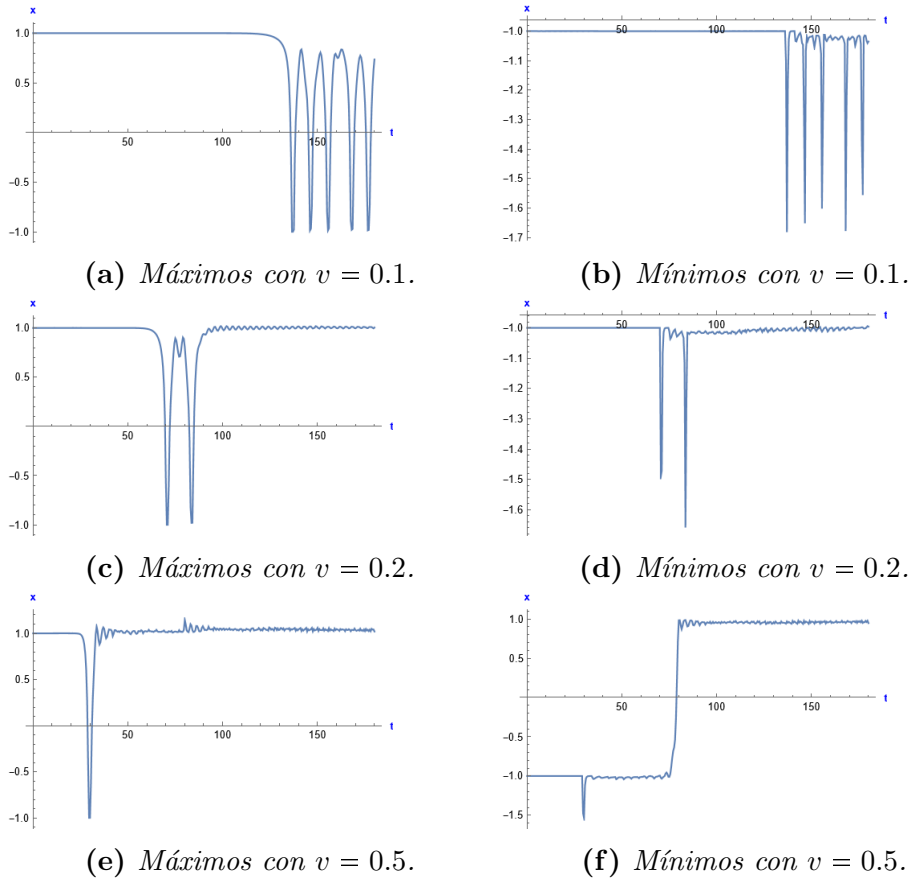 x
1.0
0.5
50
100
150
t
−0.5
−1.0
(a) Máximos con v = 0.1.
x
t
−1.0
50
100
150
−1.1
−1.2
−1.3
−1.4
−1.5
−1.6
−1.7
(b) Mínimos con v = 0.1.
x
1.0
0.5
50
100
150
t
−0.5
−1.0
(c) Máximos con v = 0.2.
x
t
−1.0
50
100
150
−1.1
−1.2
−1.3
−1.4
−1.5
−1.6
(d) Mínimos con v = 0.2.
x
1.0
0.5
50
100
150
t
−0.5
−1.0
(e) Máximos con v = 0.5.
x
0.5
50
100
150
t
−0.5
−1.0
−1.5
(f) Mínimos con v = 0.5.